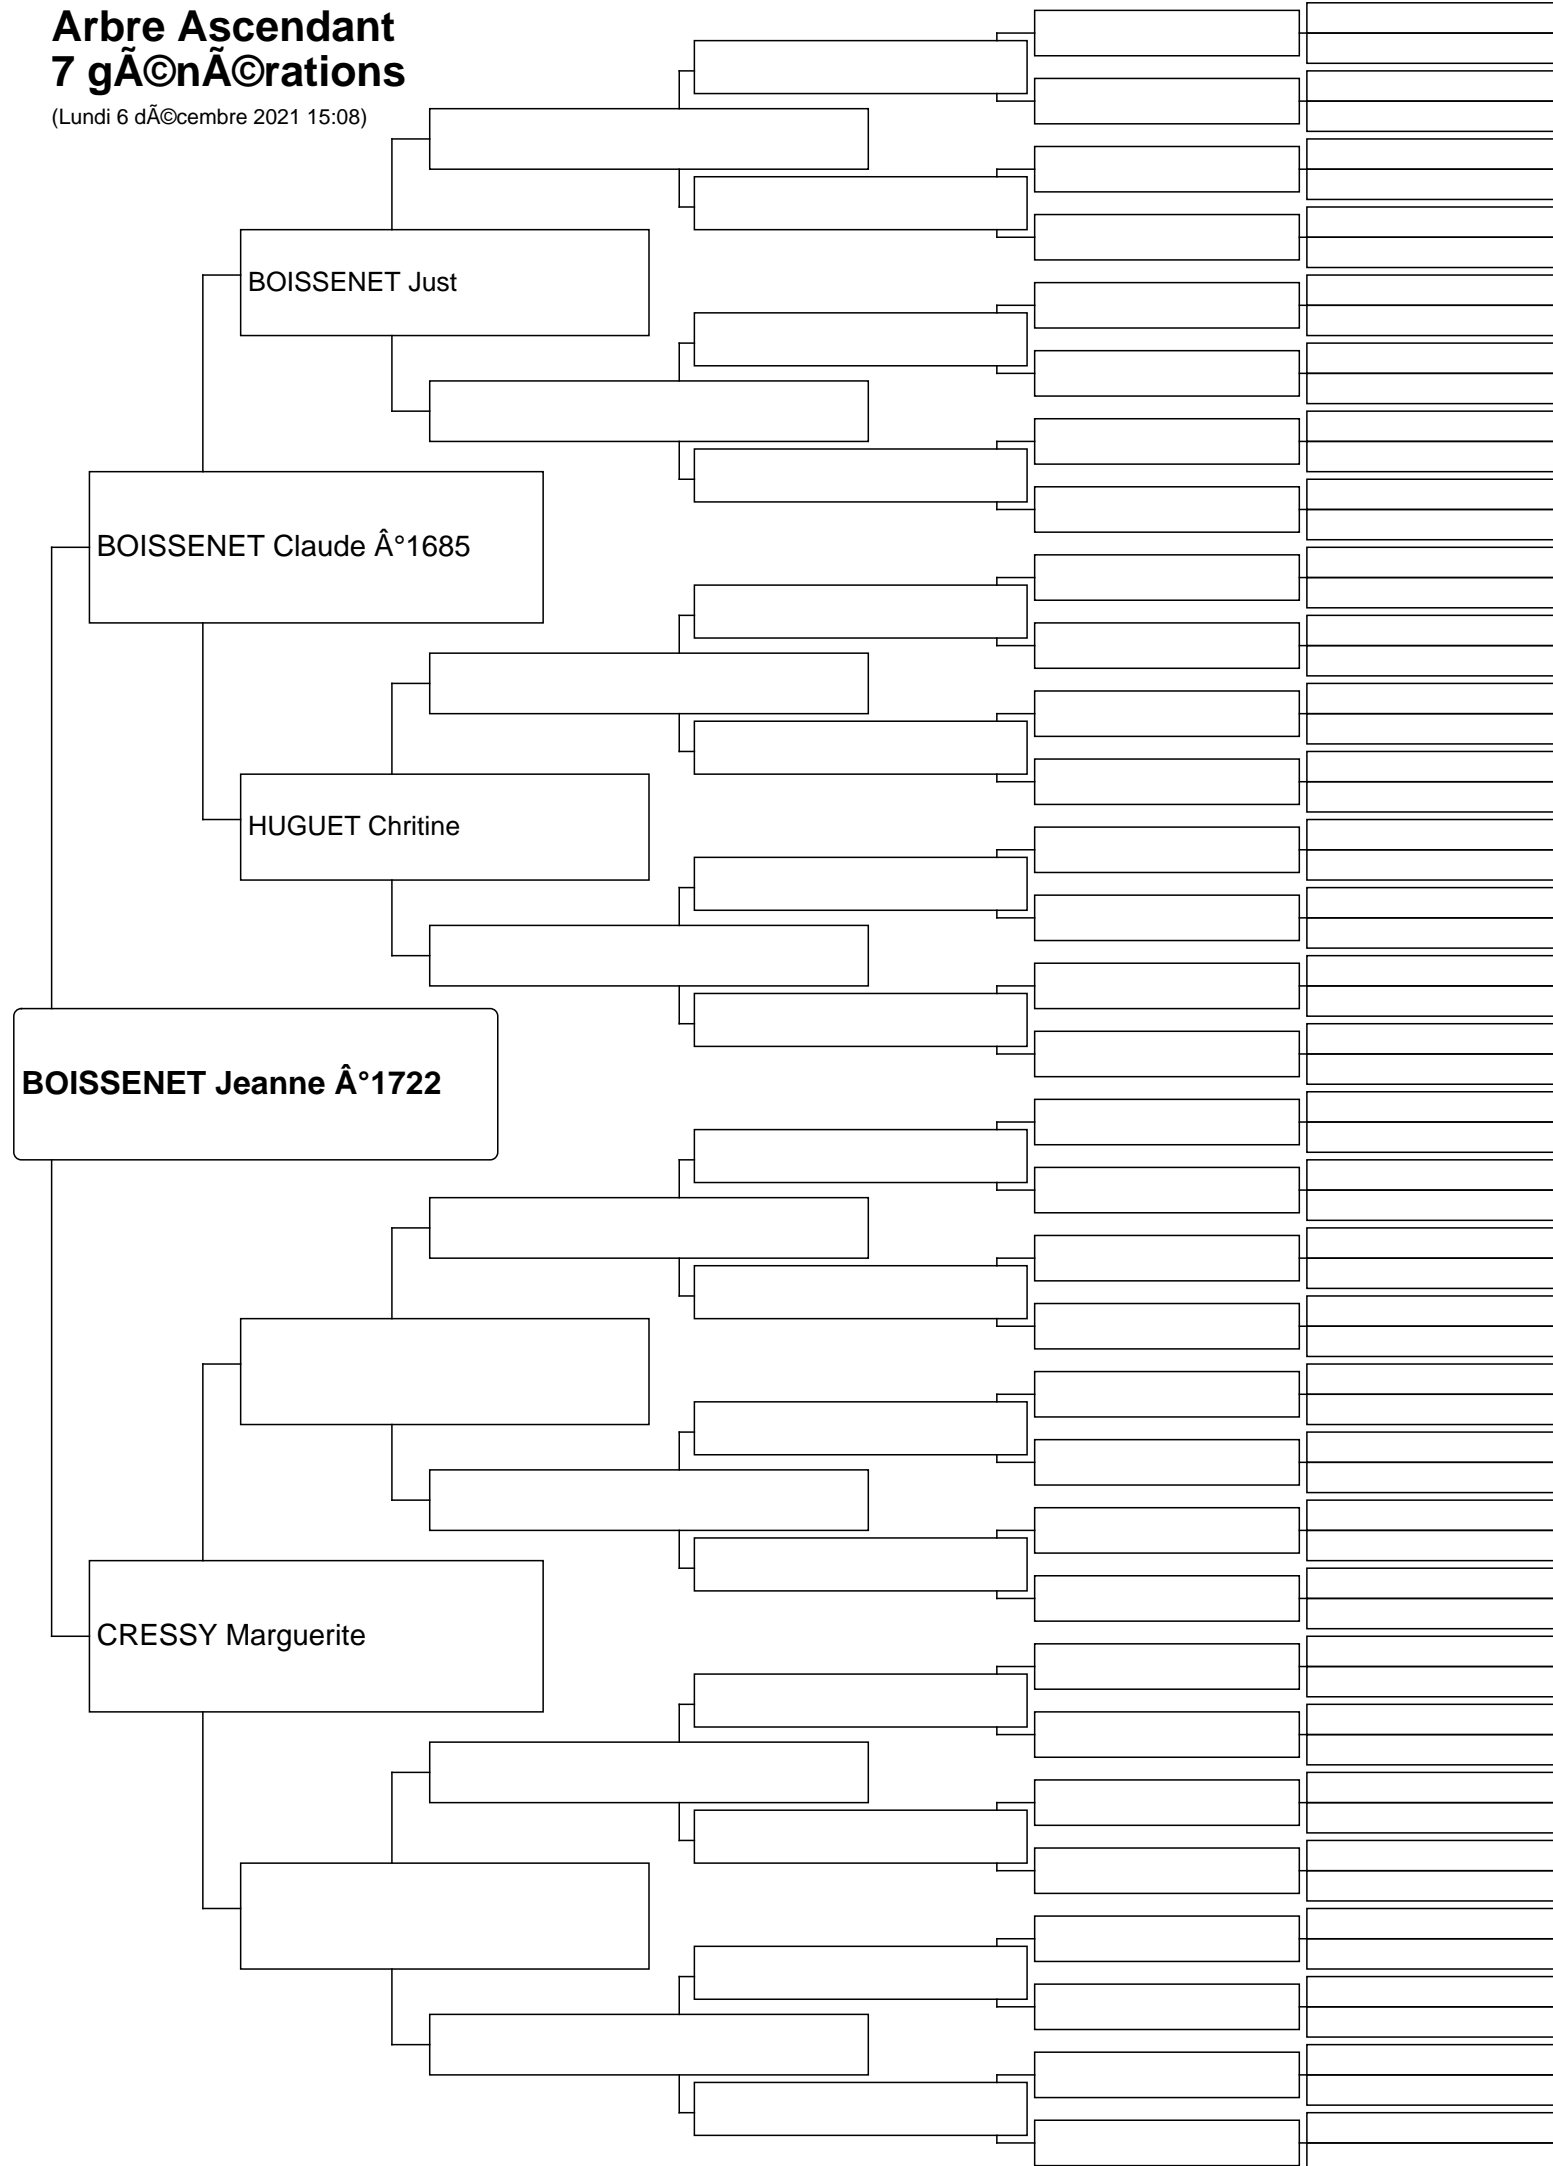 Arbre Ascendant
7 gÃ©nÃ©rations
(Lundi 6 dÃ©cembre 2021 15:08)
BOISSENET Just
BOISSENET Claude Â°1685
HUGUET Chritine
BOISSENET Jeanne Â°1722
CRESSY Marguerite